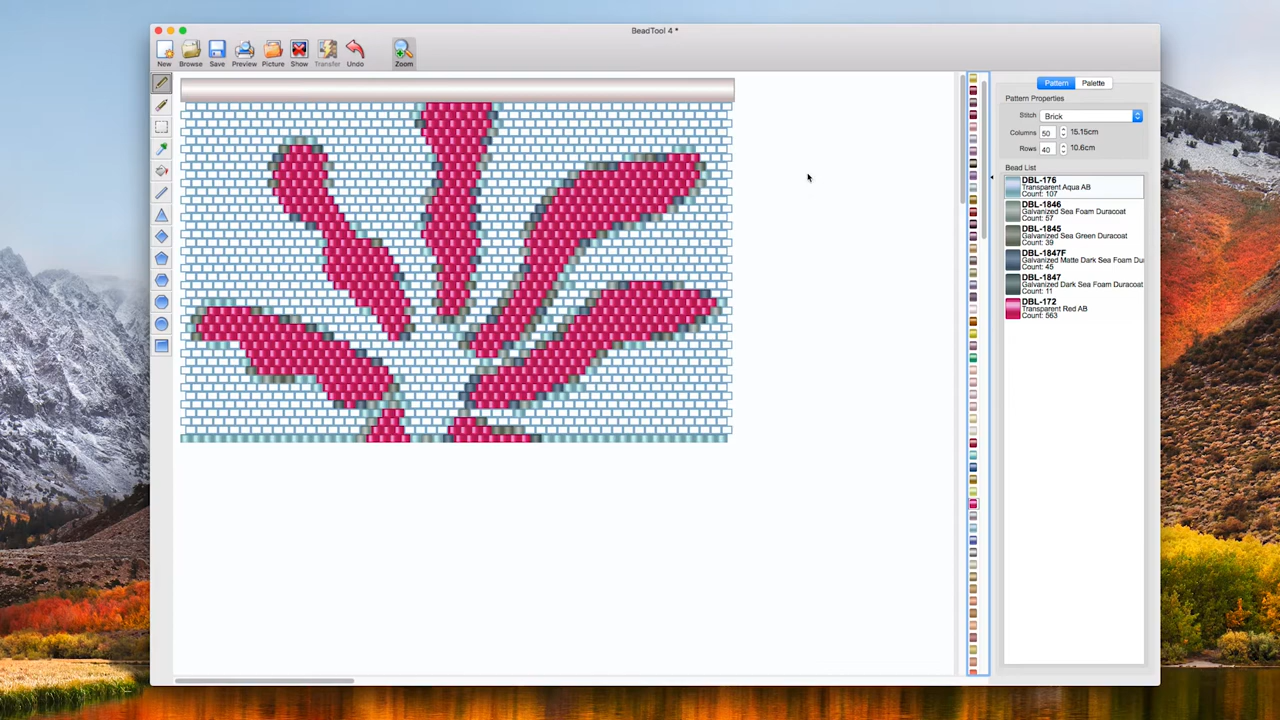 BeadTool 4 *
New Browse Save Preview Picture Show Transfer Undo Zoom
Pattern Palette
Pattern Properties
Stitch Brick
Columns 50 15.15cm
Rows 40 10.6cm
Bead List
DBL-176
Transparent Aqua AB
Count: 107
DBL-1846
Galvanized Sea Foam Duracoat
Count: 57
DBL-1845
Galvanized Sea Green Duracoat
Count: 39
DBL-1847F
Galvanized Matte Dark Sea Foam Du
Count: 45
DBL-1847
Galvanized Dark Sea Foam Duracoat
Count: 11
DBL-172
Transparent Red AB
Count: 563